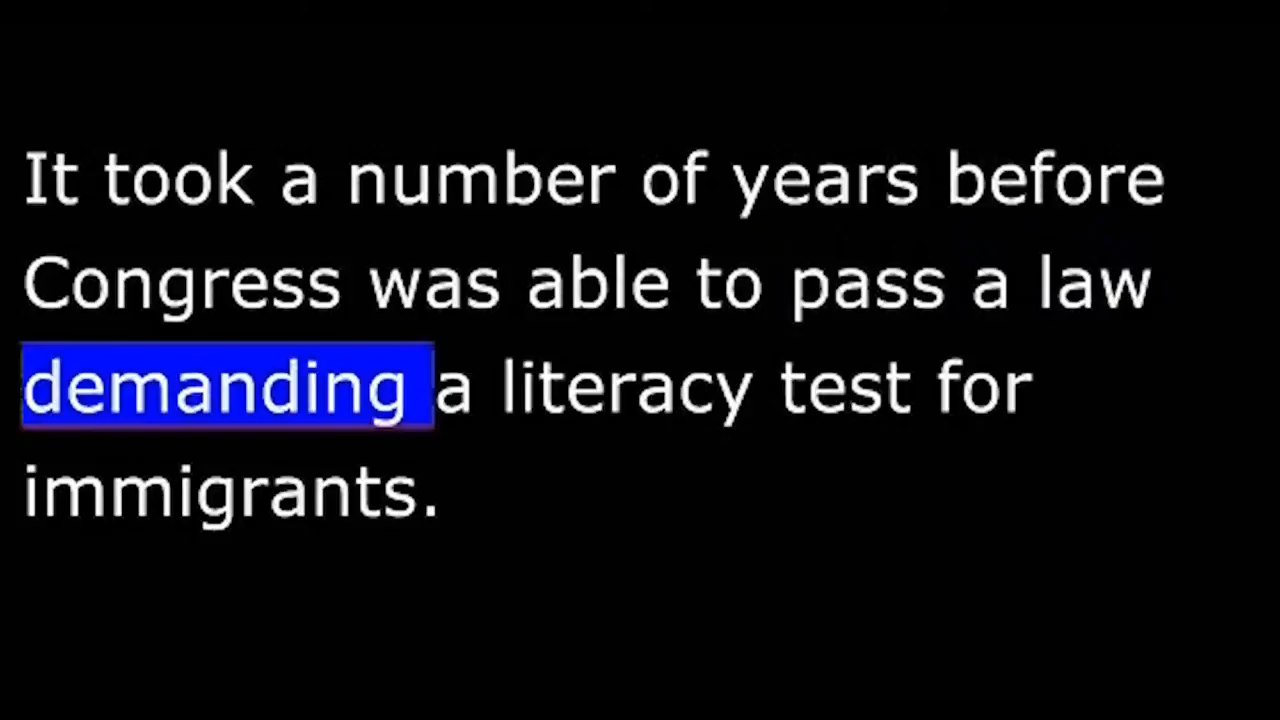 It took a number of years before
Congress was able to pass a law
demanding a literacy test for
immigrants.